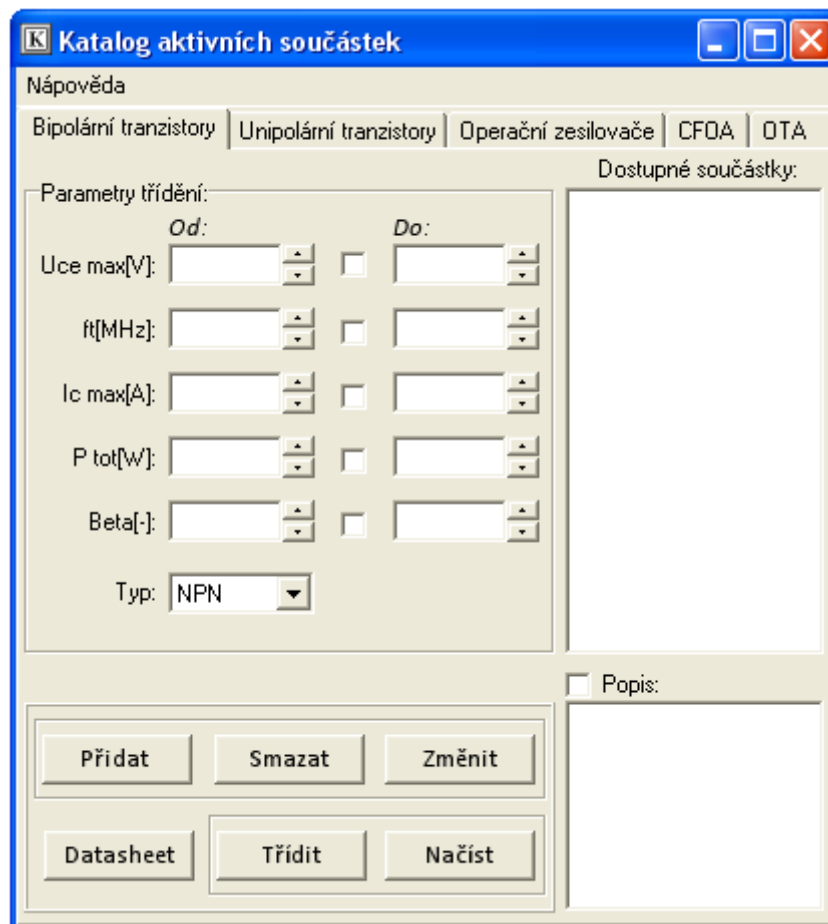 K Katalog aktivních součástek
Nápověda
Bipolární tranzistory Unipolární tranzistory Operační zesilovače CFOA OTA
Dostupné součástky:
Parametry třídění:
Od: Do:
Uce max[V]:
ft[MHz]:
Ic max[A]:
P tot[W]:
Beta[-]:
Typ: NPN
Popis:
Přidat Smazat Změnit
Datasheet Třídit Načíst